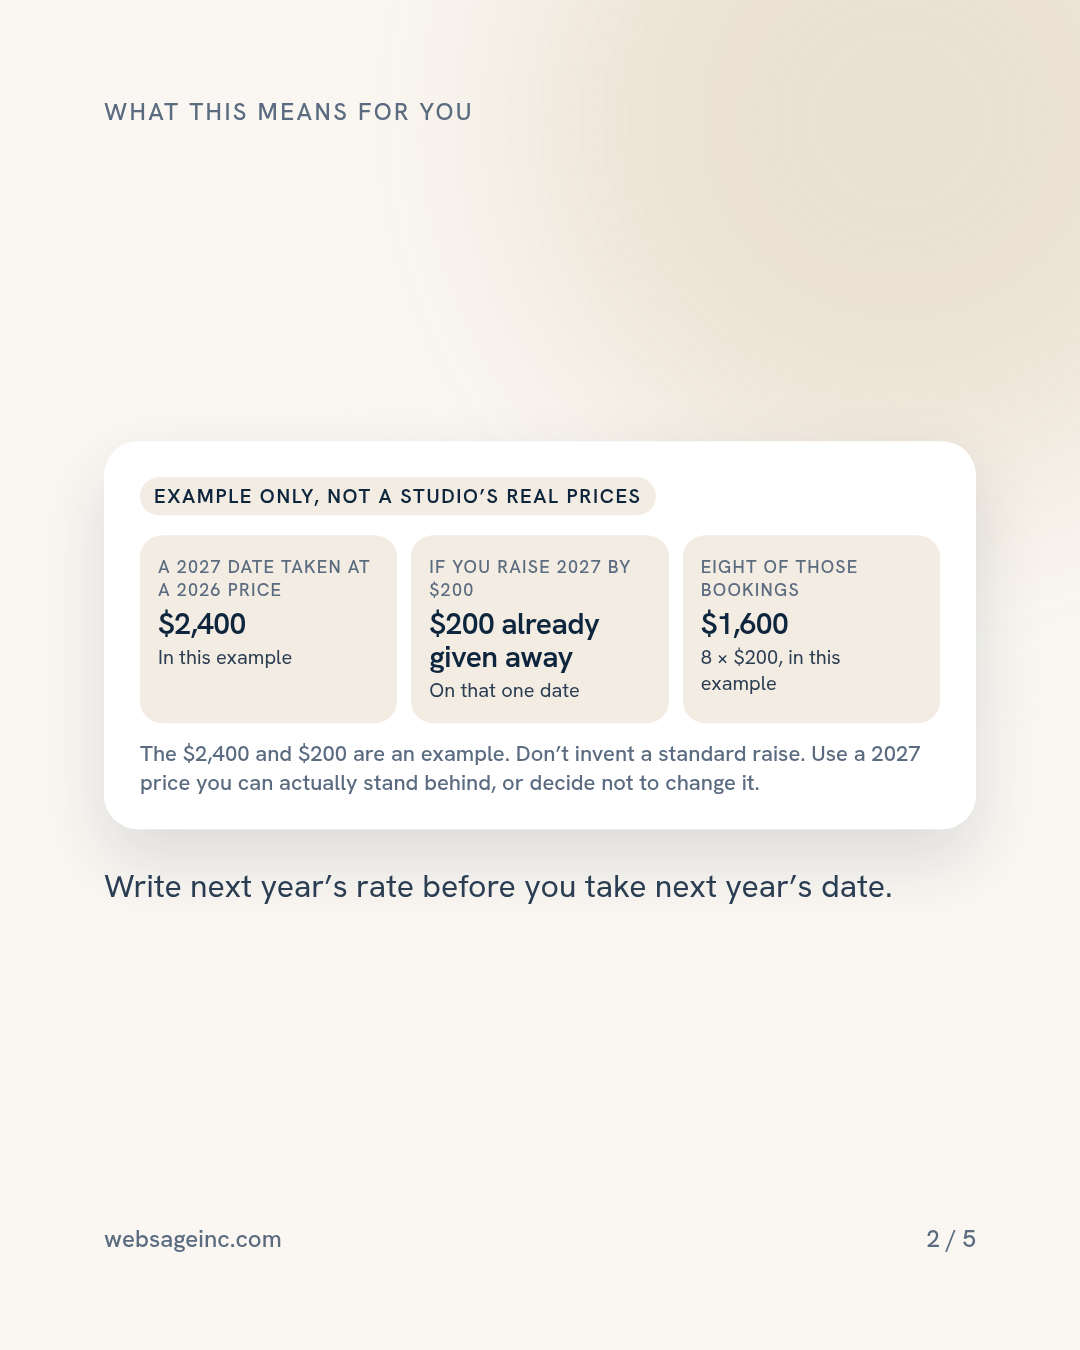 WHAT THIS MEANS FOR YOU
EXAMPLE ONLY, NOT A STUDIO’S REAL PRICES
A 2027 DATE TAKEN AT
A 2026 PRICE
$2,400
In this example
IF YOU RAISE 2027 BY
$200
$200 already
given away
On that one date
EIGHT OF THOSE
BOOKINGS
$1,600
8 × $200, in this
example
The $2,400 and $200 are an example. Don’t invent a standard raise. Use a 2027
price you can actually stand behind, or decide not to change it.
Write next year’s rate before you take next year’s date.
websageinc.com
2 / 5